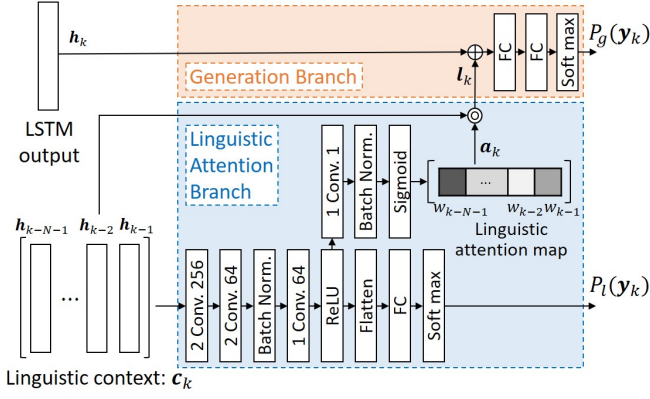 h_k
LSTM
output
Generation Branch
FC
FC
Soft max
P_g(y_k)
l_k
Linguistic
Attention
Branch
1 Conv. 1
Batch Norm.
Sigmoid
a_k
...
w_{k-N-1}
w_{k-2}
w_{k-1}
Linguistic
attention map
h_{k-N-1}
h_{k-2}
h_{k-1}
...
2 Conv. 256
2 Conv. 64
Batch Norm.
1 Conv. 64
ReLU
Flatten
FC
Soft max
P_l(y_k)
Linguistic context: c_k